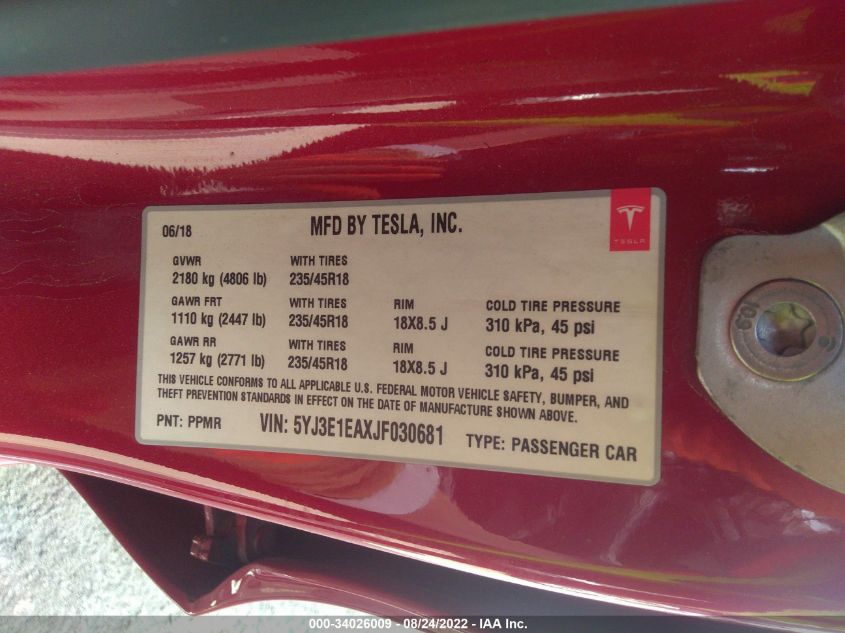 06/18 MFD BY TESLA, INC.
TESLA
GVWR WITH TIRES
2180 kg (4806 lb) 235/45R18
GAWR FRT WITH TIRES RIM COLD TIRE PRESSURE
1110 kg (2447 lb) 235/45R18 18X8.5 J 310 kPa, 45 psi
GAWR RR WITH TIRES RIM COLD TIRE PRESSURE
1257 kg (2771 lb) 235/45R18 18X8.5 J 310 kPa, 45 psi
THIS VEHICLE CONFORMS TO ALL APPLICABLE U.S. FEDERAL MOTOR VEHICLE SAFETY, BUMPER, AND
THEFT PREVENTION STANDARDS IN EFFECT ON THE DATE OF MANUFACTURE SHOWN ABOVE.
PNT: PPMR VIN: 5YJ3E1EAXJF030681 TYPE: PASSENGER CAR
10.9
000-34026009 - 08/24/2022 - IAA Inc.